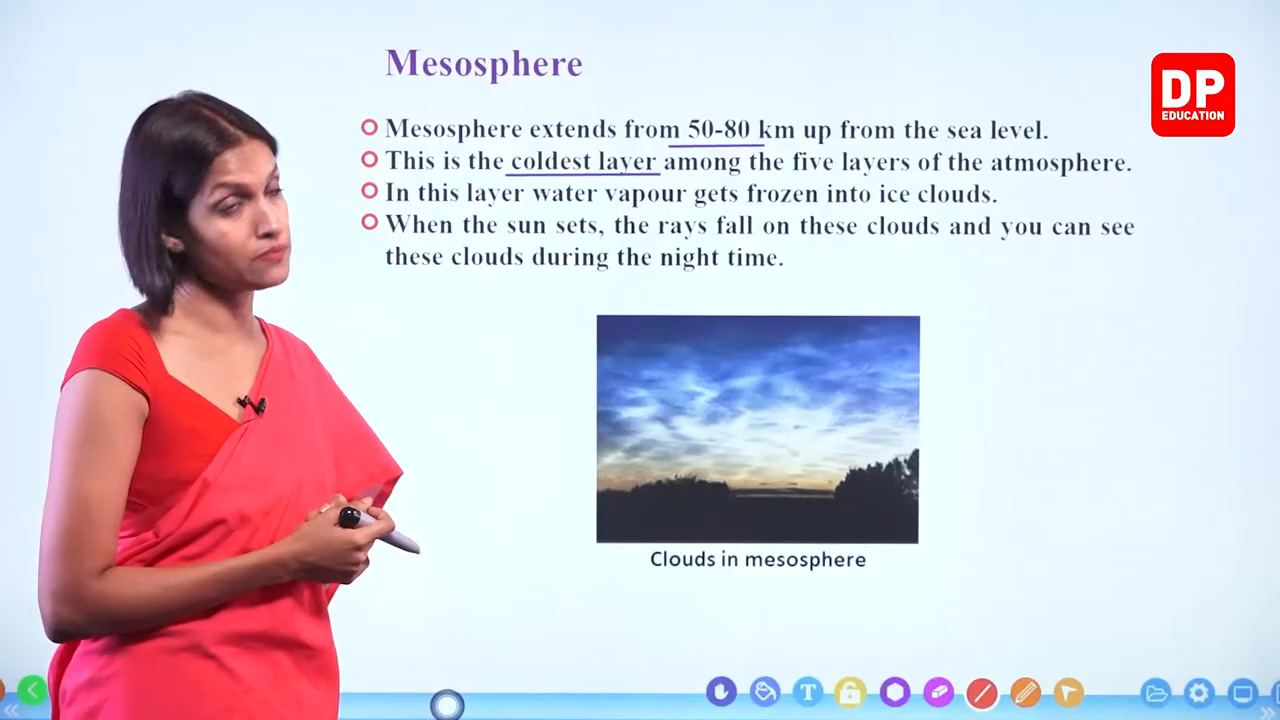 Mesosphere
DP
EDUCATION
Mesosphere extends from 50-80 km up from the sea level.
This is the coldest layer among the five layers of the atmosphere.
In this layer water vapour gets frozen into ice clouds.
When the sun sets, the rays fall on these clouds and you can see
these clouds during the night time.
Clouds in mesosphere
T